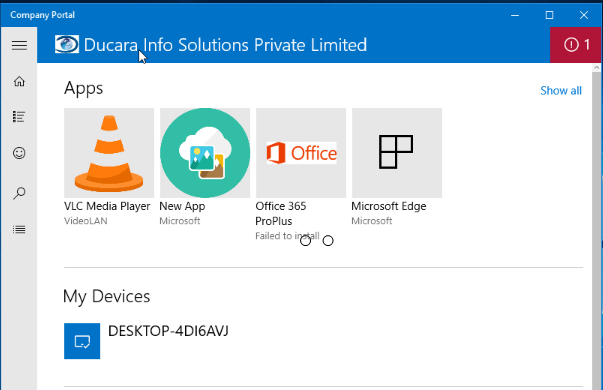 Company Portal
Ducara Info Solutions Private Limited
1
Apps
Show all
Office
VLC Media Player
VideoLAN
New App
Microsoft
Office 365
ProPlus
Failed to install
Microsoft Edge
Microsoft
My Devices
DESKTOP-4DI6AVJ